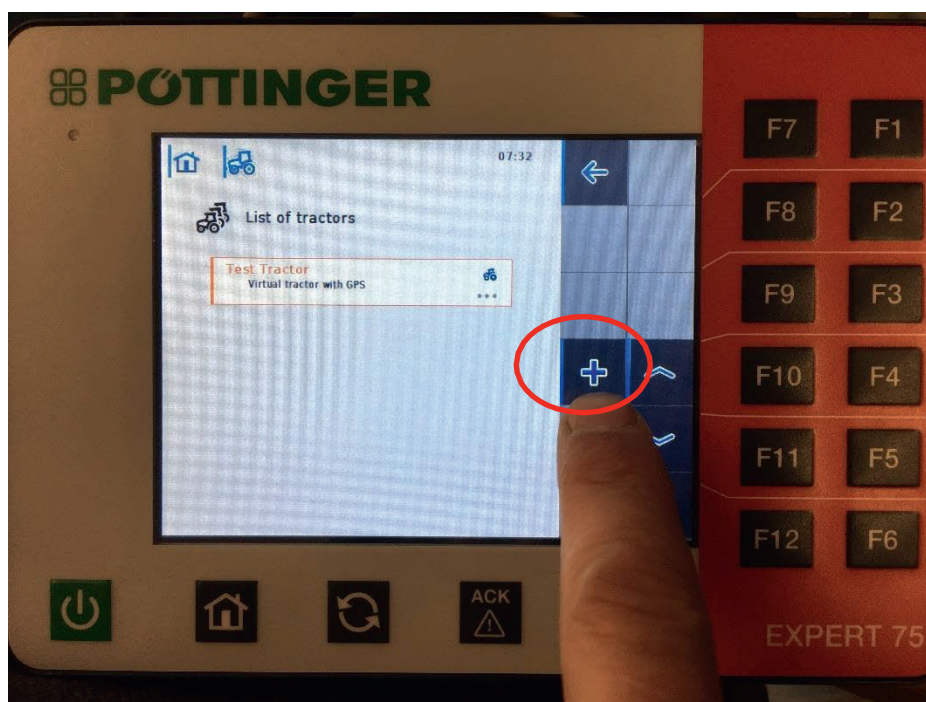 PÖTTINGER
07:32
List of tractors
Test Tractor
Virtual tractor with GPS
F7 F1
F8 F2
F9 F3
F10 F4
F11 F5
F12 F6
ACK
EXPERT 75